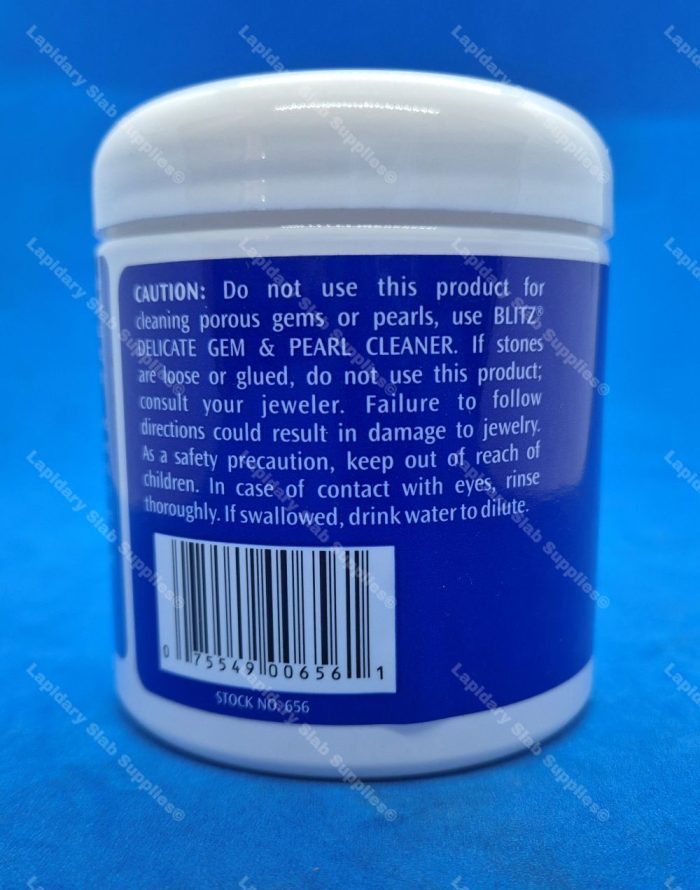 CAUTION: Do not use this product for
cleaning porous gems or pearls, use BLITZ®
DELICATE GEM & PEARL CLEANER. If stones
are loose or glued, do not use this product;
consult your jeweler. Failure to follow
directions could result in damage to jewelry.
As a safety precaution, keep out of reach of
children. In case of contact with eyes, rinse
thoroughly. If swallowed, drink water to dilute.
0 75549 00656 1
STOCK NO. 656
Lapidary Slab Supplies©